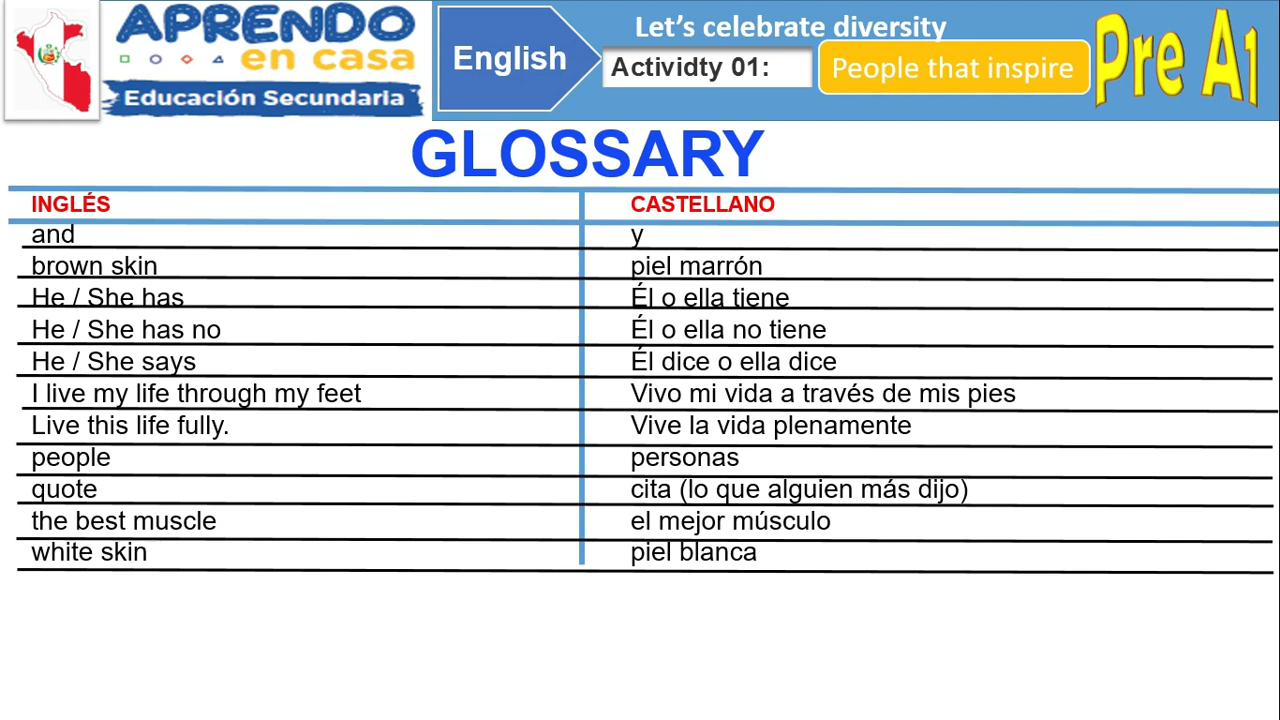 APRENDO
en casa
Educación Secundaria
English
Let's celebrate diversity
Actividty 01:
People that inspire
Pre A1
GLOSSARY
INGLÉS CASTELLANO
and y
brown skin piel marrón
He / She has Él o ella tiene
He / She has no Él o ella no tiene
He / She says Él dice o ella dice
I live my life through my feet Vivo mi vida a través de mis pies
Live this life fully. Vive la vida plenamente
people personas
quote cita (lo que alguien más dijo)
the best muscle el mejor músculo
white skin piel blanca